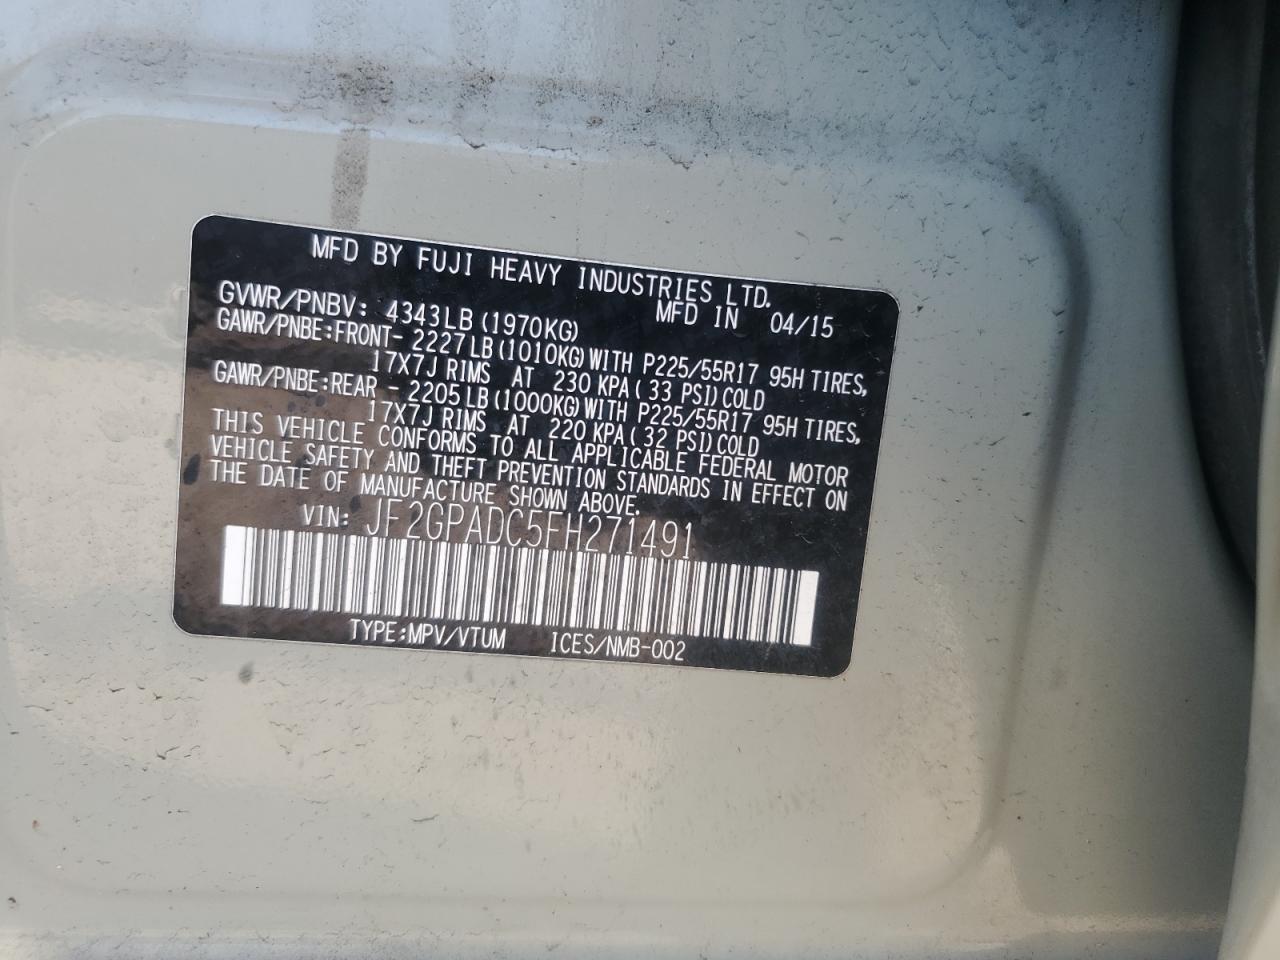 MFD BY FUJI HEAVY INDUSTRIES LTD.
GVWR/PNBV: 4343LB(1970KG) MFD IN 04/15
GAWR/PNBE:FRONT- 2227LB(1010KG)WITH P225/55R17 95H TIRES,
17X7J RIMS AT 230 KPA(33 PSI)COLD
GAWR/PNBE:REAR - 2205LB(1000KG)WITH P225/55R17 95H TIRES,
17X7J RIMS AT 220 KPA(32 PSI)COLD
THIS VEHICLE CONFORMS TO ALL APPLICABLE FEDERAL MOTOR
VEHICLE SAFETY AND THEFT PREVENTION STANDARDS IN EFFECT ON
THE DATE OF MANUFACTURE SHOWN ABOVE.
VIN: JF2GPADC5FH271491
TYPE:MPV/VTUM ICES/NMB-002